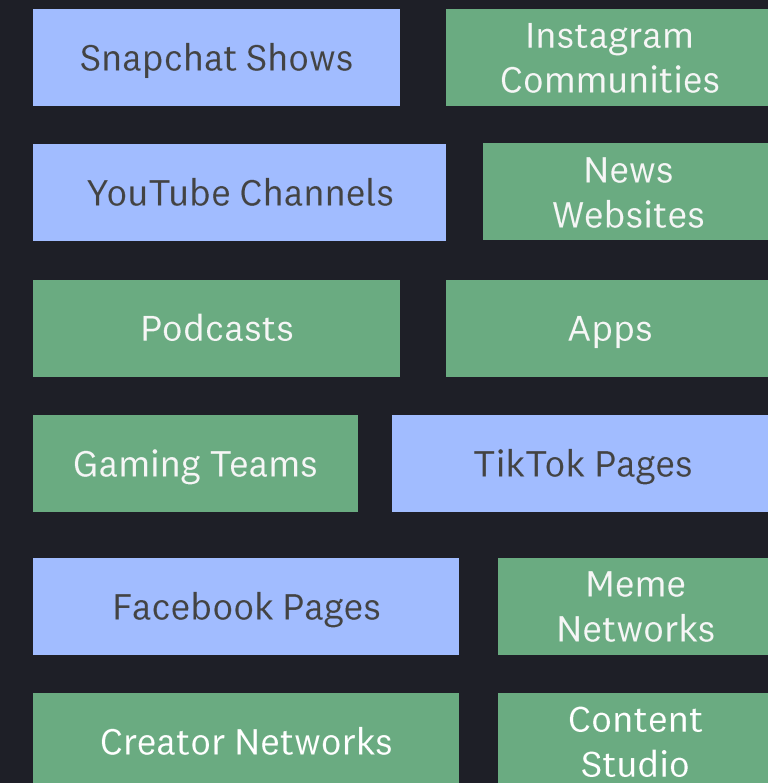 Snapchat Shows
Instagram
Communities
YouTube Channels
News
Websites
Podcasts
Apps
Gaming Teams
TikTok Pages
Facebook Pages
Meme
Networks
Creator Networks
Content
Studio